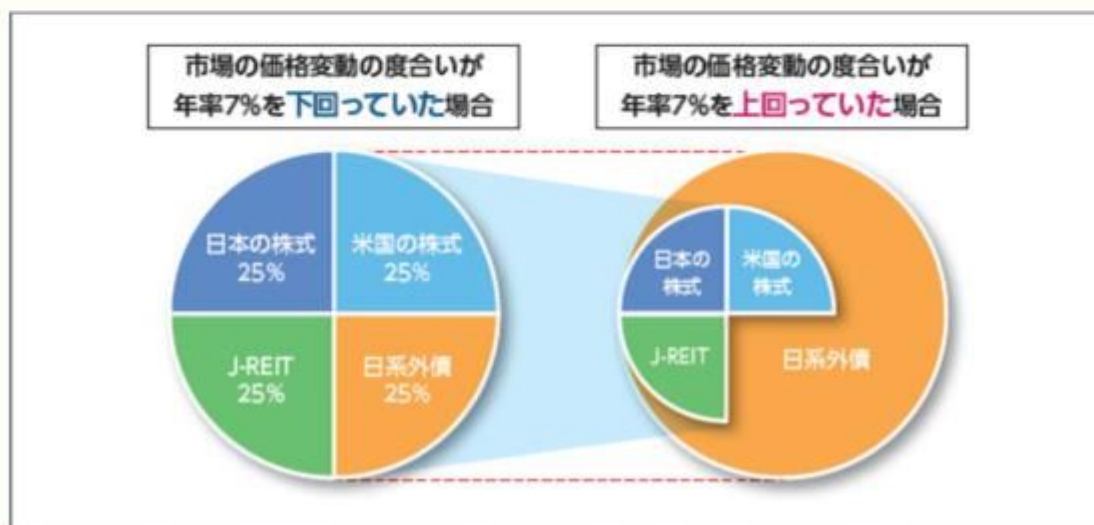 市場の価格変動の度合いが
年率7%を下回っていた場合
市場の価格変動の度合いが
年率7%を上回っていた場合
日本の株式
25%
米国の株式
25%
J-REIT
25%
日系外債
25%
日本の
株式
米国の
株式
J-REIT
日系外債